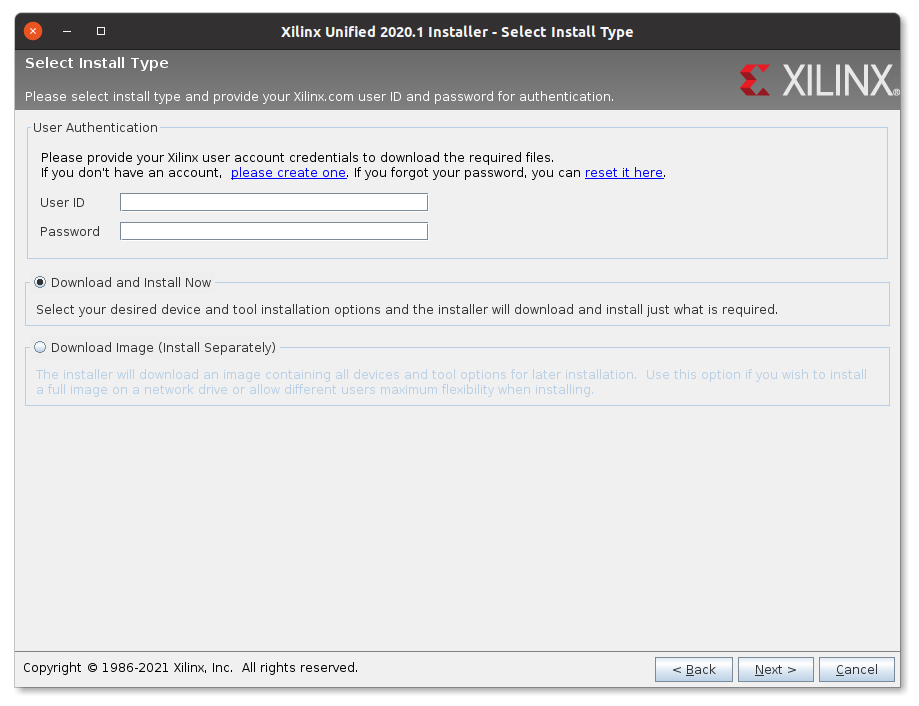 Xilinx Unified 2020.1 Installer - Select Install Type
Select Install Type
Please select install type and provide your Xilinx.com user ID and password for authentication.
XILINX®
User Authentication
Please provide your Xilinx user account credentials to download the required files.
If you don't have an account,  please create one. If you forgot your password, you can reset it here.
User ID
Password
Download and Install Now
Select your desired device and tool installation options and the installer will download and install just what is required.
Download Image (Install Separately)
The installer will download an image containing all devices and tool options for later installation.  Use this option if you wish to install
a full image on a network drive or allow different users maximum flexibility when installing.
Copyright © 1986-2021 Xilinx, Inc.  All rights reserved.
< Back
Next >
Cancel